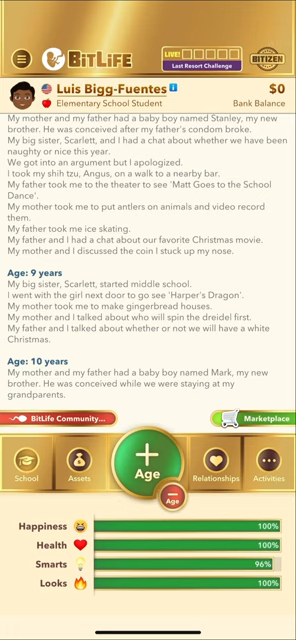 BITLIFE
LIVE!
Last Resort Challenge
BITIZEN
Luis Bigg-Fuentes i
$0
Elementary School Student
Bank Balance
My mother and my father had a baby boy named Stanley, my new
brother. He was conceived after my father's condom broke.
My big sister, Scarlett, and I had a chat about whether we have been
naughty or nice this year.
We got into an argument but I apologized.
I took my shih tzu, Angus, on a walk to a nearby bar.
My father took me to the theater to see 'Matt Goes to the School
Dance'.
My mother took me to put antlers on animals and video record
them.
My father took me ice skating.
My father and I had a chat about our favorite Christmas movie.
My mother and I discussed the coin I stuck up my nose.
Age: 9 years
My big sister, Scarlett, started middle school.
I went with the girl next door to go see 'Harper's Dragon'.
My mother took me to make gingerbread houses.
My mother and I talked about who will spin the dreidel first.
My father and I talked about whether or not we will have a white
Christmas.
Age: 10 years
My mother and my father had a baby boy named Mark, my new
brother. He was conceived while we were staying at my
grandparents.
BitLife Community...
Marketplace
School
Assets
+
Age
−
Age
Relationships
Activities
Happiness 100%
Health 100%
Smarts 96%
Looks 100%